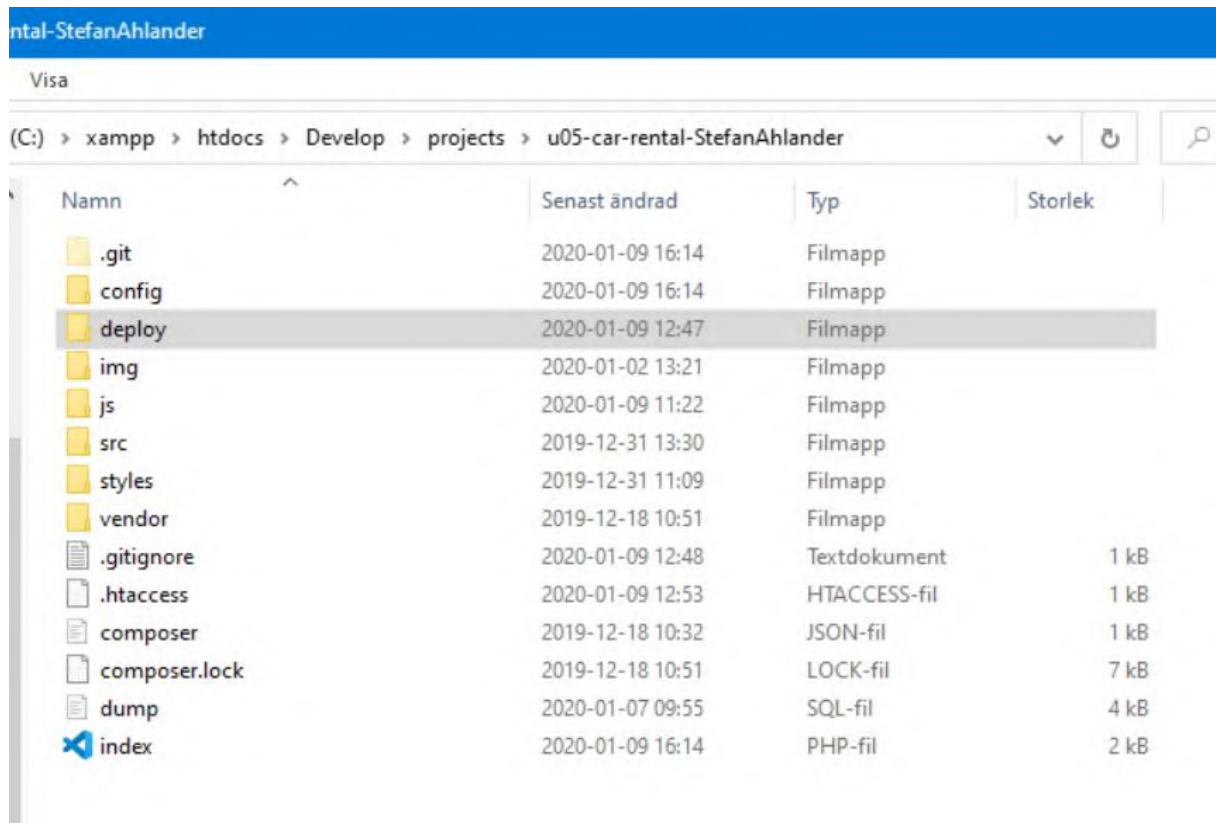 ntal-StefanAhlander
Visa
(C:) › xampp › htdocs › Develop › projects › u05-car-rental-StefanAhlander
Namn Senast ändrad Typ Storlek
.git 2020-01-09 16:14 Filmapp
config 2020-01-09 16:14 Filmapp
deploy 2020-01-09 12:47 Filmapp
img 2020-01-02 13:21 Filmapp
js 2020-01-09 11:22 Filmapp
src 2019-12-31 13:30 Filmapp
styles 2019-12-31 11:09 Filmapp
vendor 2019-12-18 10:51 Filmapp
.gitignore 2020-01-09 12:48 Textdokument 1 kB
.htaccess 2020-01-09 12:53 HTACCESS-fil 1 kB
composer 2019-12-18 10:32 JSON-fil 1 kB
composer.lock 2019-12-18 10:51 LOCK-fil 7 kB
dump 2020-01-07 09:55 SQL-fil 4 kB
index 2020-01-09 16:14 PHP-fil 2 kB